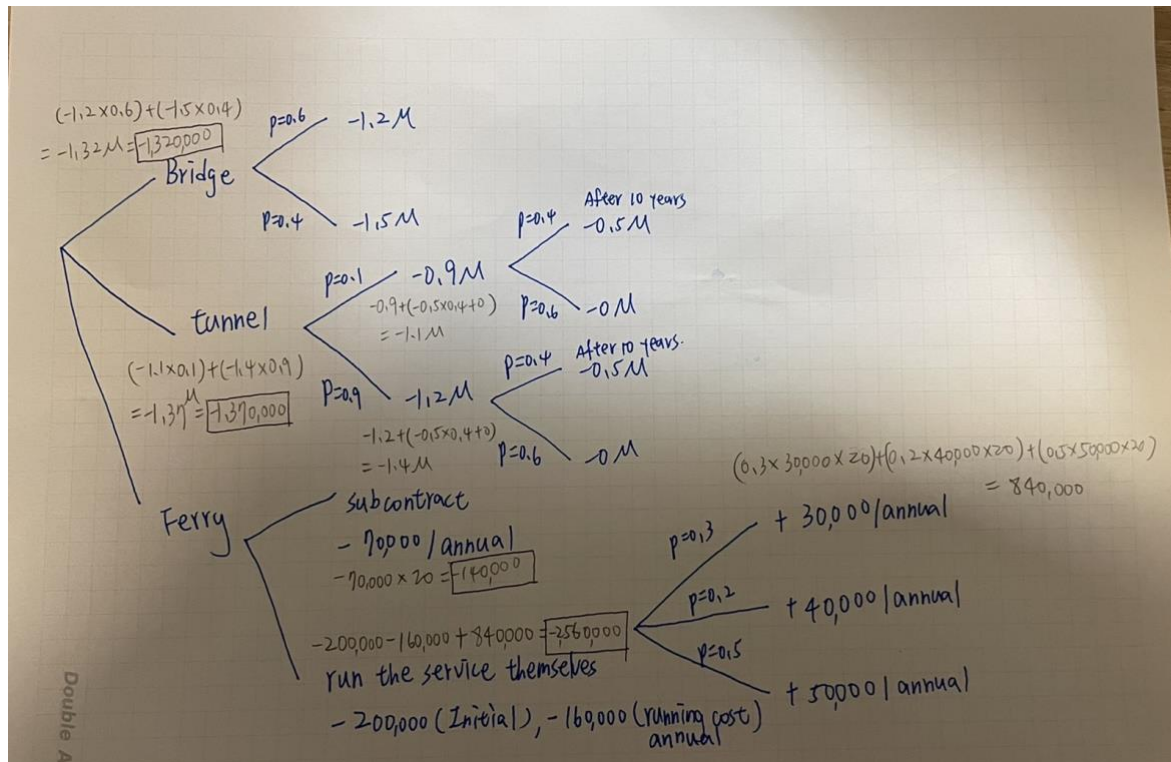 (-1.2×0.6)+(-1.5×0.4)
= -1.32M = -1,320,000
Bridge
p=0.6
-1.2M
p=0.4
-1.5M
tunnel
(-1.1×0.1)+(-1.4×0.9)
= -1.37M = -1,370,000
p=0.1
-0.9M
-0.9+(-0.5×0.4+0)
= -1.1M
p=0.4
After 10 years
-0.5M
p=0.6
-0M
p=0.9
-1.2M
-1.2+(-0.5×0.4+0)
= -1.4M
p=0.4
After 10 years.
-0.5M
p=0.6
-0M
Ferry
subcontract
- 70,000/annual
-70,000 × 20 = -140,000
-200,000-160,000+840,000 = -2,560,000
run the service themselves
-200,000 (Initial), -160,000 (running cost)
annual
(0.3×30,000×20)+(0.2×40,000×20)+(0.5×50,000×20)
= 840,000
p=0.3
+ 30,000/annual
p=0.2
+ 40,000/annual
p=0.5
+ 50,000/annual
Double A